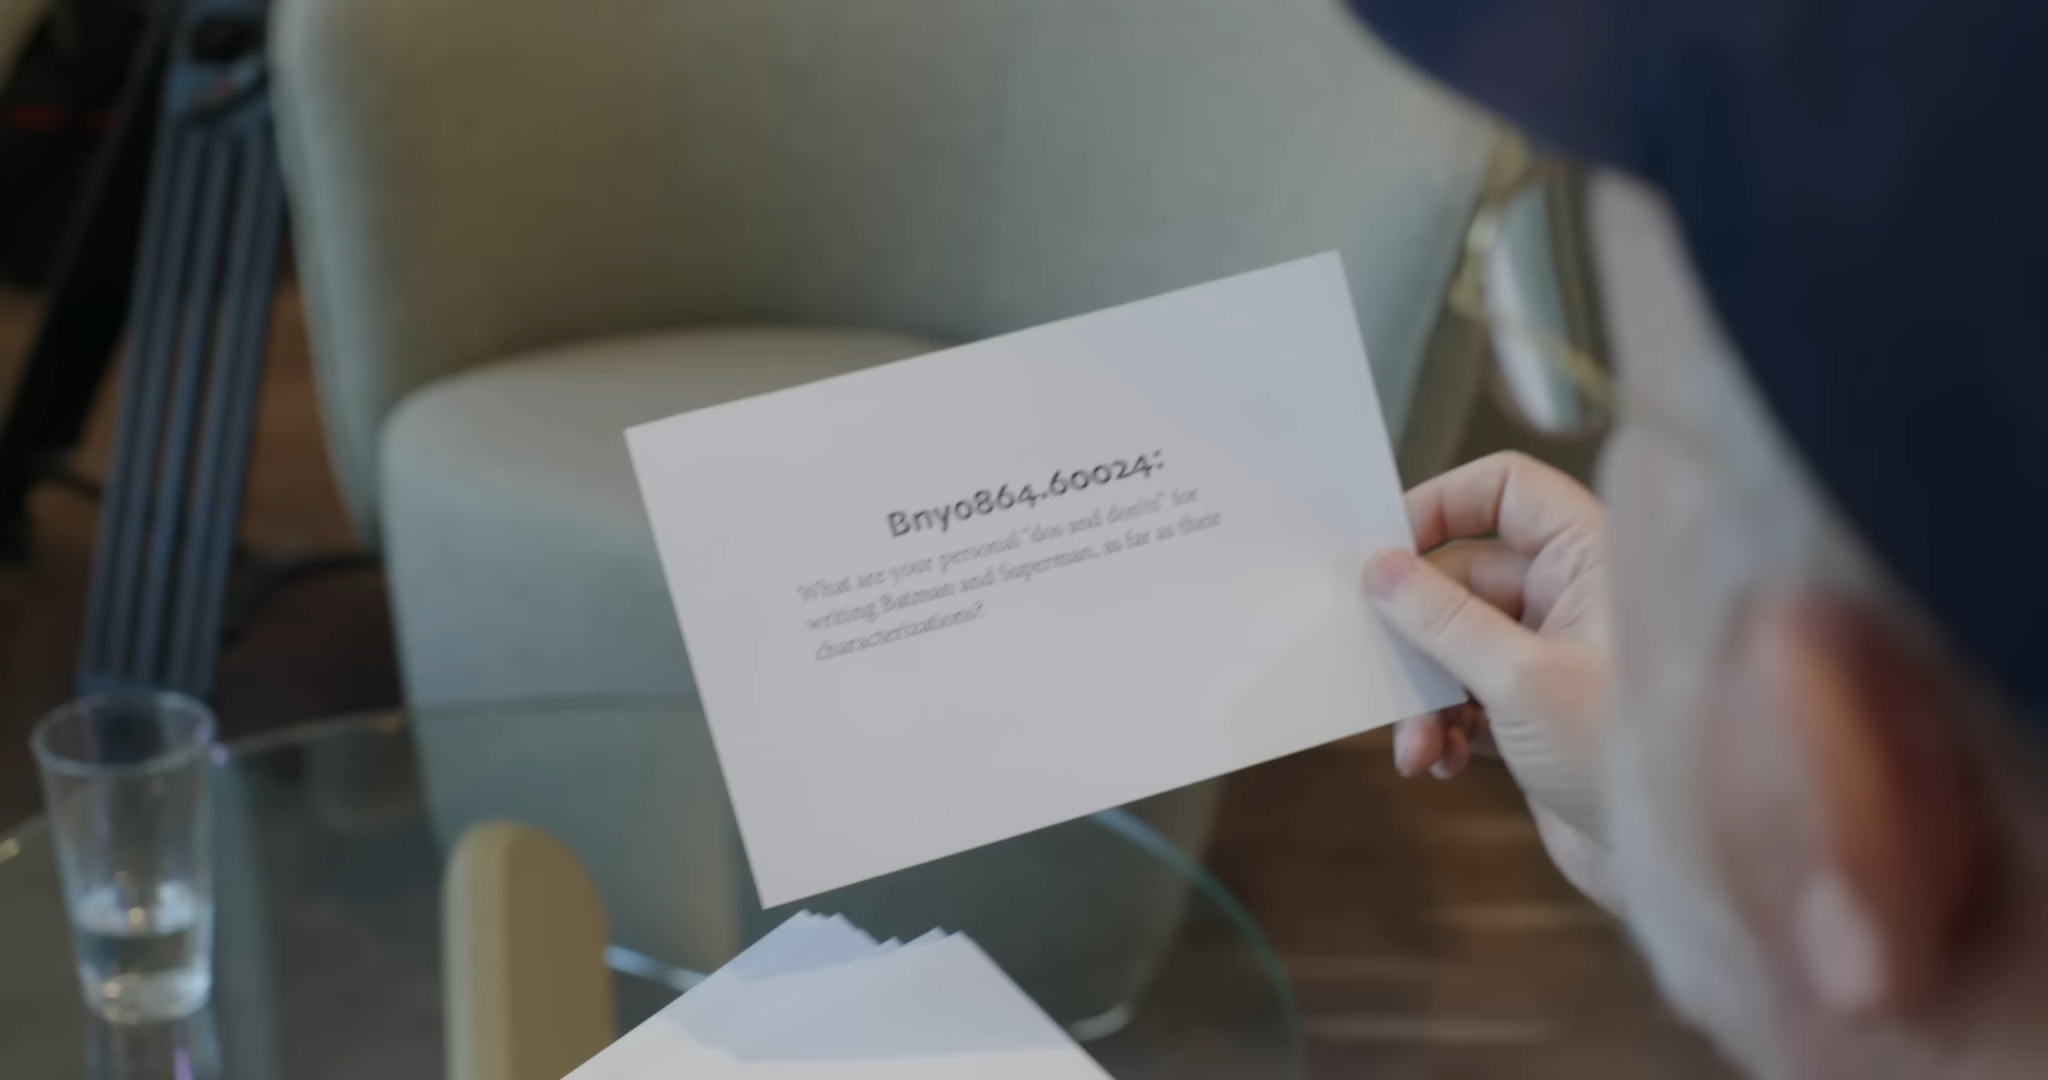 Bny0864.60024:
What are your personal "dos and don'ts" for
writing Batman and Superman, as far as their
characterizations?